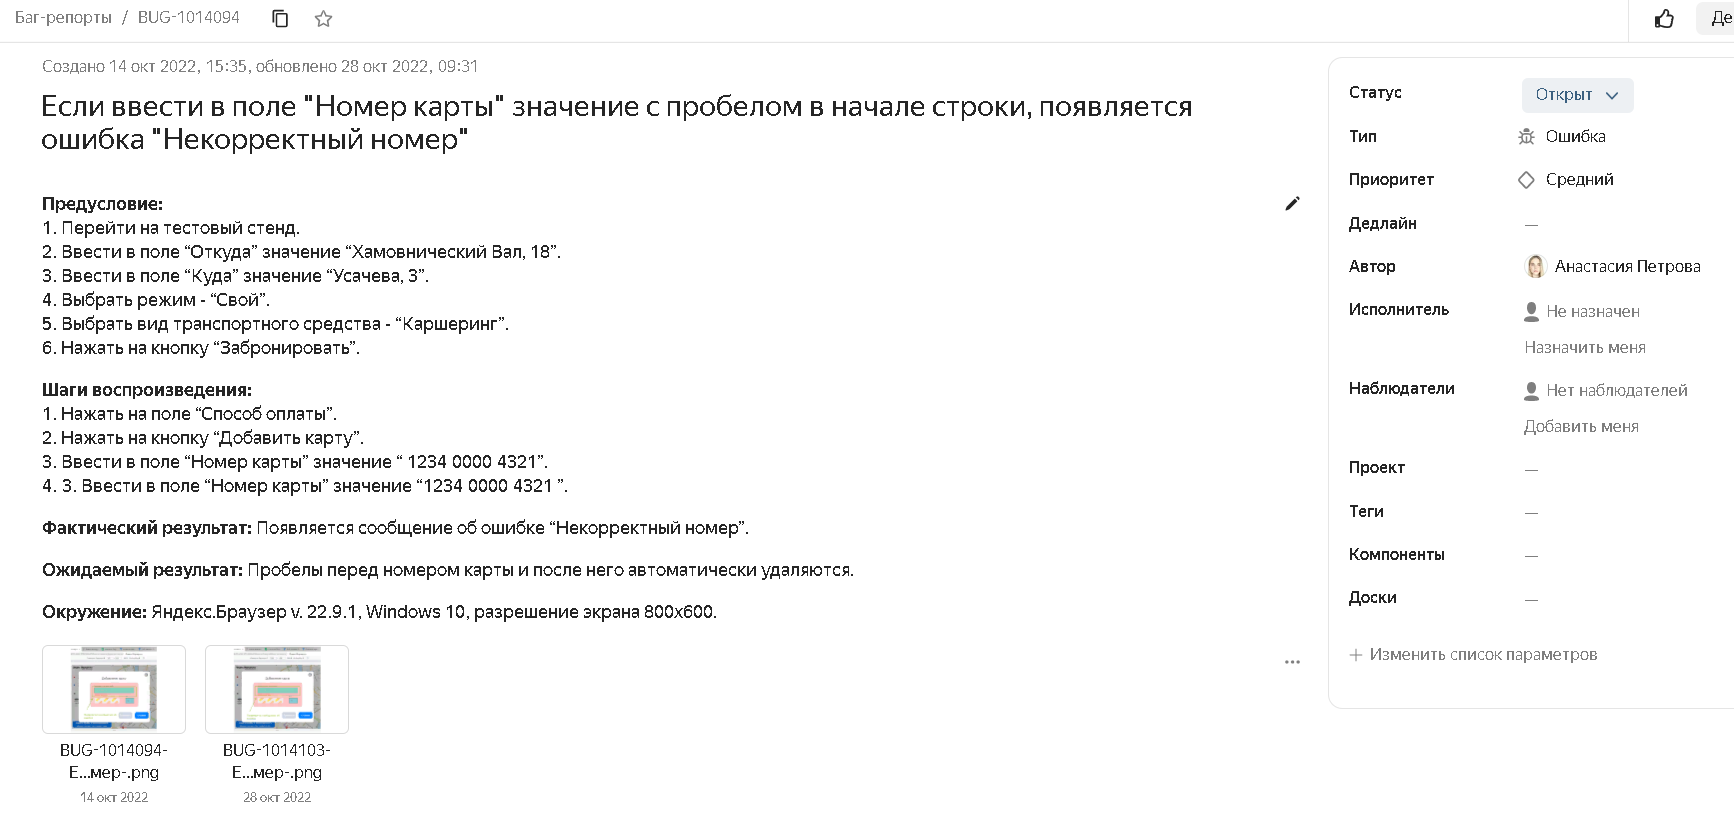 Баг-репорты / BUG-1014094
Де
Создано 14 окт 2022, 15:35, обновлено 28 окт 2022, 09:31
Если ввести в поле "Номер карты" значение с пробелом в начале строки, появляется
ошибка "Некорректный номер"
Предусловие:
1. Перейти на тестовый стенд.
2. Ввести в поле “Откуда” значение “Хамовнический Вал, 18”.
3. Ввести в поле “Куда” значение “Усачева, 3”.
4. Выбрать режим - “Свой”.
5. Выбрать вид транспортного средства - “Каршеринг”.
6. Нажать на кнопку “Забронировать”.
Шаги воспроизведения:
1. Нажать на поле “Способ оплаты”.
2. Нажать на кнопку “Добавить карту”.
3. Ввести в поле “Номер карты” значение “ 1234 0000 4321”.
4. 3. Ввести в поле “Номер карты” значение “1234 0000 4321 ”.
Фактический результат: Появляется сообщение об ошибке “Некорректный номер”.
Ожидаемый результат: Пробелы перед номером карты и после него автоматически удаляются.
Окружение: Яндекс.Браузер v. 22.9.1, Windows 10, разрешение экрана 800x600.
BUG-1014094-
Е...мер-.png
14 окт 2022
BUG-1014103-
Е...мер-.png
28 окт 2022
Статус Открыт
Тип Ошибка
Приоритет Средний
Дедлайн —
Автор Анастасия Петрова
Исполнитель Не назначен
Назначить меня
Наблюдатели Нет наблюдателей
Добавить меня
Проект —
Теги —
Компоненты —
Доски —
+ Изменить список параметров